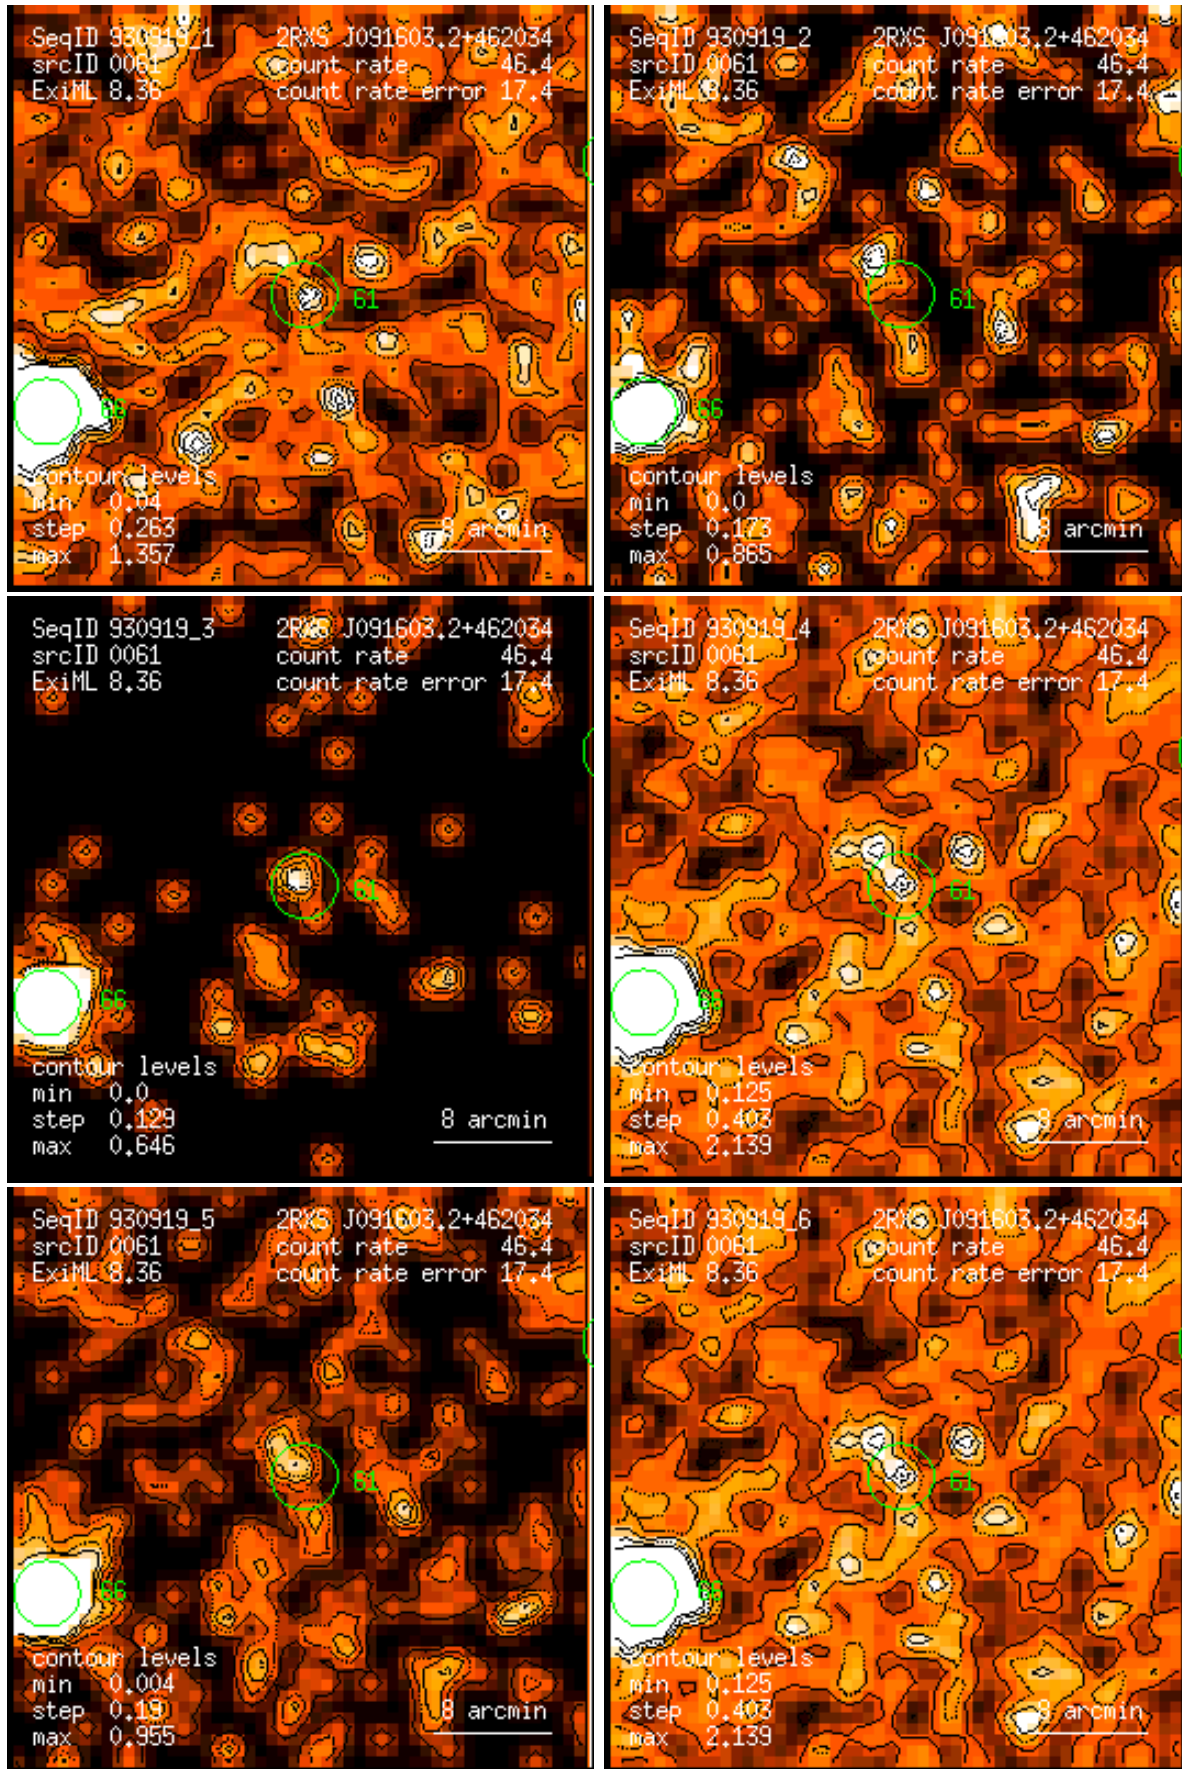 SeqID 930919_1 2RXS J091603.2+462034
srcID 0061 count rate 46.4
ExiML 8.36 count rate error 17.4
61
66
contour levels
min 0.04
step 0.263 8 arcmin
max 1.357
SeqID 930919_2 2RXS J091603.2+462034
srcID 0061 count rate 46.4
ExiML 8.36 count rate error 17.4
61
66
contour levels
min 0.0
step 0.173 8 arcmin
max 0.865
SeqID 930919_3 2RXS J091603.2+462034
srcID 0061 count rate 46.4
ExiML 8.36 count rate error 17.4
61
66
contour levels
min 0.0
step 0.129 8 arcmin
max 0.646
SeqID 930919_4 2RXS J091603.2+462034
srcID 0061 count rate 46.4
ExiML 8.36 count rate error 17.4
61
66
contour levels
min 0.125
step 0.403 8 arcmin
max 2.139
SeqID 930919_5 2RXS J091603.2+462034
srcID 0061 count rate 46.4
ExiML 8.36 count rate error 17.4
61
66
contour levels
min 0.004
step 0.19 8 arcmin
max 0.955
SeqID 930919_6 2RXS J091603.2+462034
srcID 0061 count rate 46.4
ExiML 8.36 count rate error 17.4
61
66
contour levels
min 0.125
step 0.403 8 arcmin
max 2.139